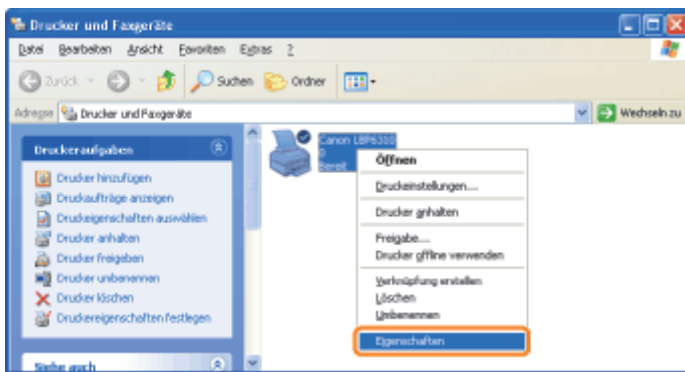 Drucker und Faxgeräte
Datei Bearbeiten Ansicht Favoriten Extras ?
Zurück Suchen Ordner
Adresse Drucker und Faxgeräte Wechseln zu
Druckeraufgaben
Drucker hinzufügen
Druckaufträge anzeigen
Druckeigenschaften auswählen
Drucker anhalten
Drucker freigeben
Drucker umbenennen
Drucker löschen
Druckereigenschaften festlegen
Siehe auch
Canon LBP6310
0
Bereit
Öffnen
Druckeinstellungen...
Drucker anhalten
Freigabe...
Drucker offline verwenden
Verknüpfung erstellen
Löschen
Umbenennen
Eigenschaften